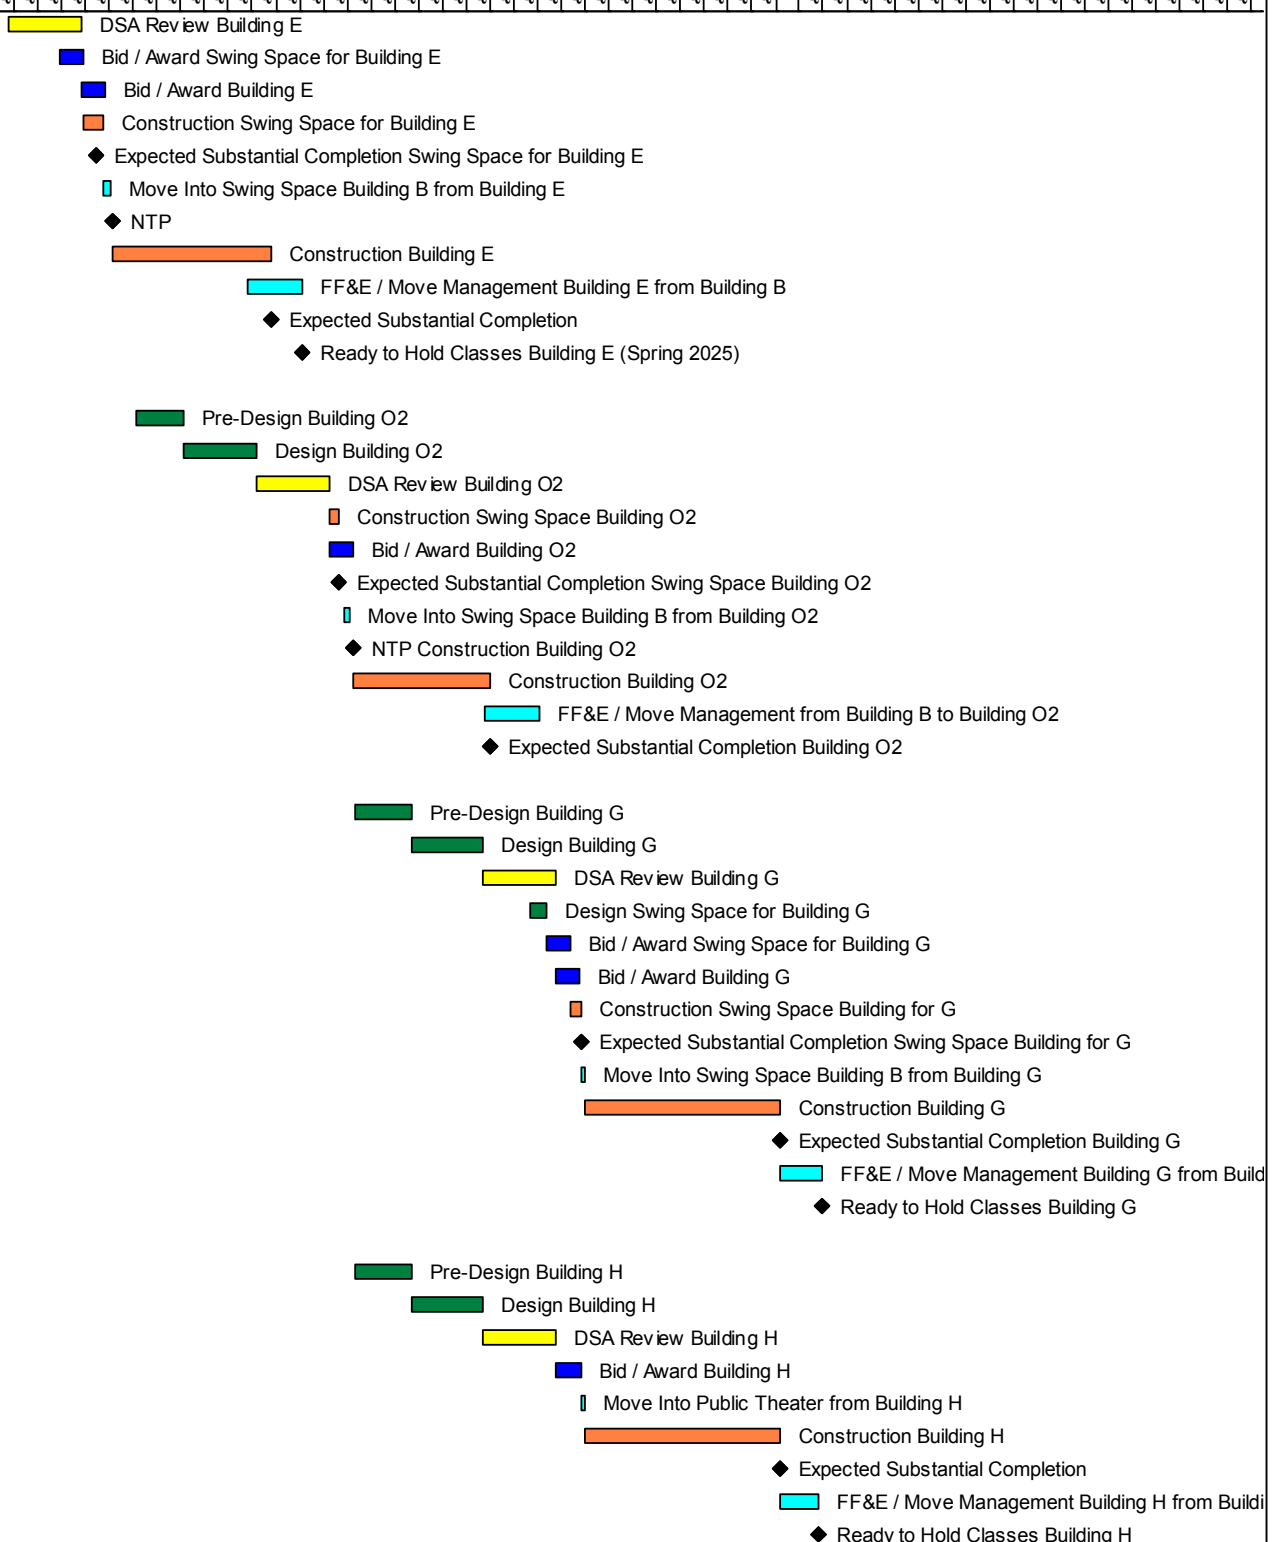 DSA Review Building E
Bid / Award Swing Space for Building E
Bid / Award Building E
Construction Swing Space for Building E
Expected Substantial Completion Swing Space for Building E
Move Into Swing Space Building B from Building E
NTP
Construction Building E
FF&E / Move Management Building E from Building B
Expected Substantial Completion
Ready to Hold Classes Building E (Spring 2025)
Pre-Design Building O2
Design Building O2
DSA Review Building O2
Construction Swing Space Building O2
Bid / Award Building O2
Expected Substantial Completion Swing Space Building O2
Move Into Swing Space Building B from Building O2
NTP Construction Building O2
Construction Building O2
FF&E / Move Management from Building B to Building O2
Expected Substantial Completion Building O2
Pre-Design Building G
Design Building G
DSA Review Building G
Design Swing Space for Building G
Bid / Award Swing Space for Building G
Bid / Award Building G
Construction Swing Space Building for G
Expected Substantial Completion Swing Space Building for G
Move Into Swing Space Building B from Building G
Construction Building G
Expected Substantial Completion Building G
FF&E / Move Management Building G from Build
Ready to Hold Classes Building G
Pre-Design Building H
Design Building H
DSA Review Building H
Bid / Award Building H
Move Into Public Theater from Building H
Construction Building H
Expected Substantial Completion
FF&E / Move Management Building H from Buildi
Ready to Hold Classes Building H